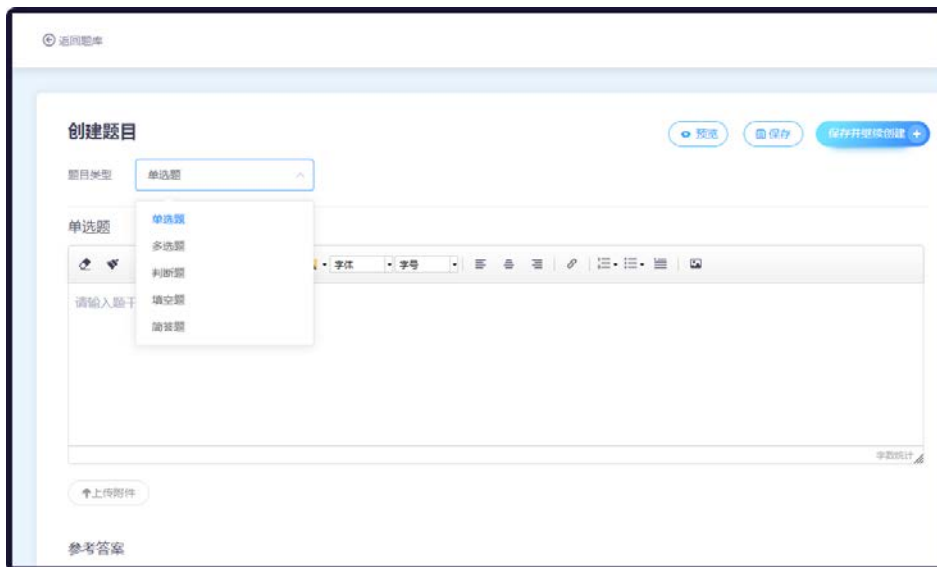 返回题库
创建题目
预览
保存
保存并继续创建
题目类型
单选题
单选题
多选题
判断题
填空题
简答题
单选题
字体
字号
请输入题干
字数统计
上传附件
参考答案